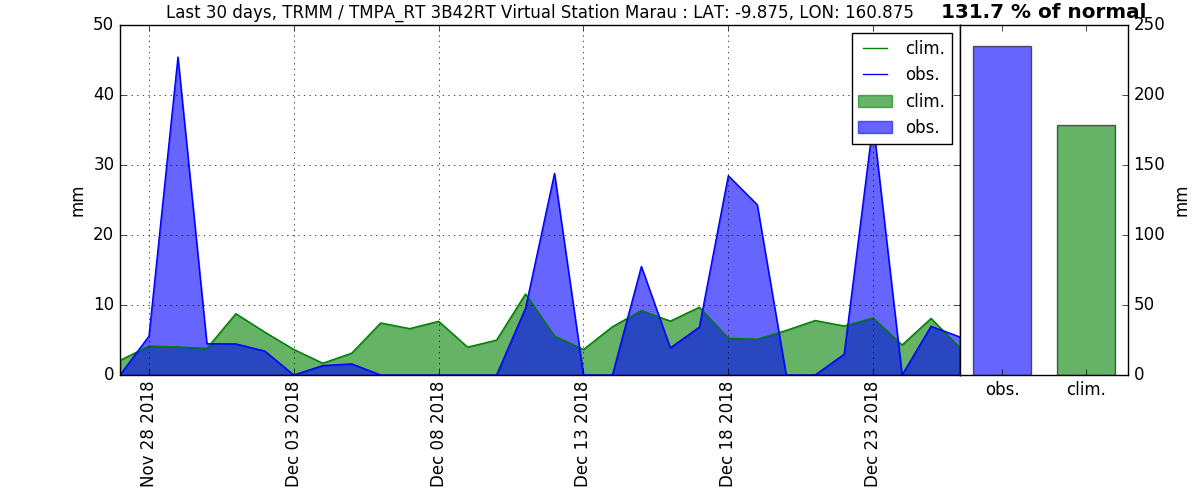 Last 30 days, TRMM / TMPA_RT 3B42RT Virtual Station Marau : LAT: -9.875, LON: 160.875
131.7 % of normal
50
40
30
20
10
0
mm
clim.
obs.
clim.
obs.
250
200
150
100
50
0
mm
obs.
clim.
Nov 28 2018
Dec 03 2018
Dec 08 2018
Dec 13 2018
Dec 18 2018
Dec 23 2018